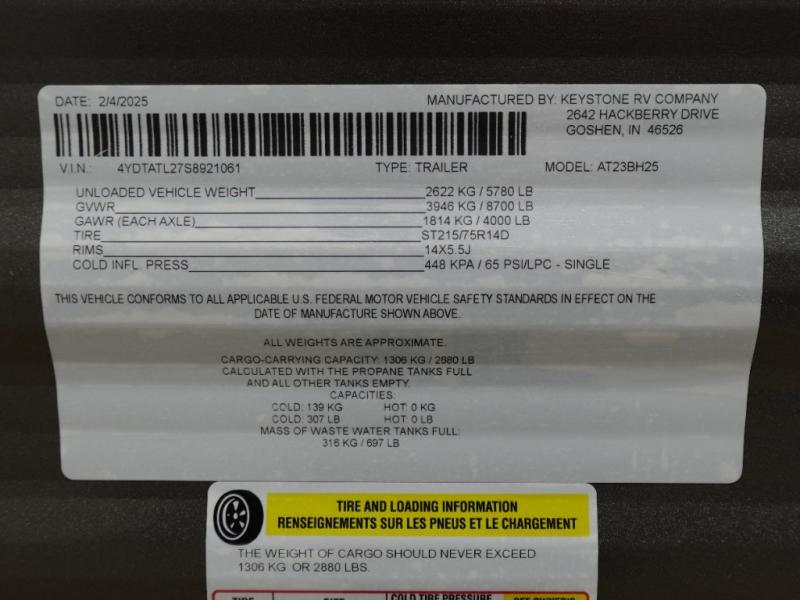 DATE: 2/4/2025
MANUFACTURED BY: KEYSTONE RV COMPANY
2642 HACKBERRY DRIVE
GOSHEN, IN 46526
V.I.N.: 4YDTATL27S8921061 TYPE: TRAILER MODEL: AT23BH25
UNLOADED VEHICLE WEIGHT 2622 KG / 5780 LB
GVWR 3946 KG / 8700 LB
GAWR (EACH AXLE) 1814 KG / 4000 LB
TIRE ST215/75R14D
RIMS 14X5.5J
COLD INFL. PRESS 448 KPA / 65 PSI/LPC - SINGLE
THIS VEHICLE CONFORMS TO ALL APPLICABLE U.S. FEDERAL MOTOR VEHICLE SAFETY STANDARDS IN EFFECT ON THE
DATE OF MANUFACTURE SHOWN ABOVE.
ALL WEIGHTS ARE APPROXIMATE.
CARGO-CARRYING CAPACITY: 1306 KG / 2880 LB
CALCULATED WITH THE PROPANE TANKS FULL
AND ALL OTHER TANKS EMPTY.
CAPACITIES:
COLD: 139 KG HOT: 0 KG
COLD: 307 LB HOT: 0 LB
MASS OF WASTE WATER TANKS FULL:
316 KG / 697 LB
TIRE AND LOADING INFORMATION
RENSEIGNEMENTS SUR LES PNEUS ET LE CHARGEMENT
THE WEIGHT OF CARGO SHOULD NEVER EXCEED
1306 KG OR 2880 LBS.
TIRE SIZE COLD TIRE PRESSURE SEE OWNER'S